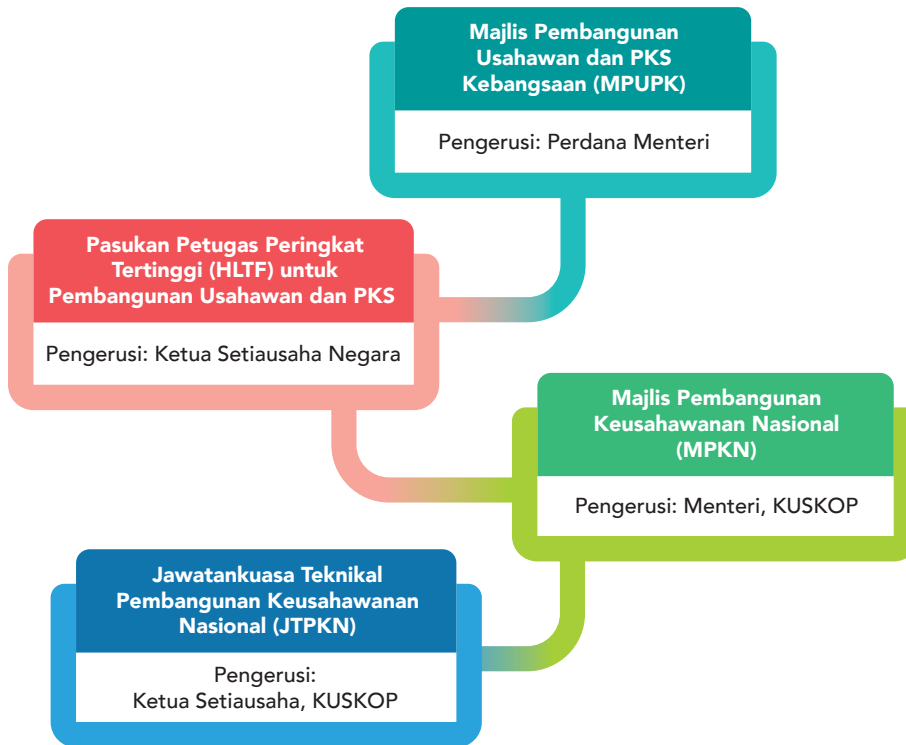 Majlis Pembangunan
Usahawan dan PKS
Kebangsaan (MPUPK)
Pengerusi: Perdana Menteri
Pasukan Petugas Peringkat
Tertinggi (HLTF) untuk
Pembangunan Usahawan dan PKS
Pengerusi: Ketua Setiausaha Negara
Majlis Pembangunan
Keusahawanan Nasional
(MPKN)
Pengerusi: Menteri, KUSKOP
Jawatankuasa Teknikal
Pembangunan Keusahawanan
Nasional (JTPKN)
Pengerusi:
Ketua Setiausaha, KUSKOP